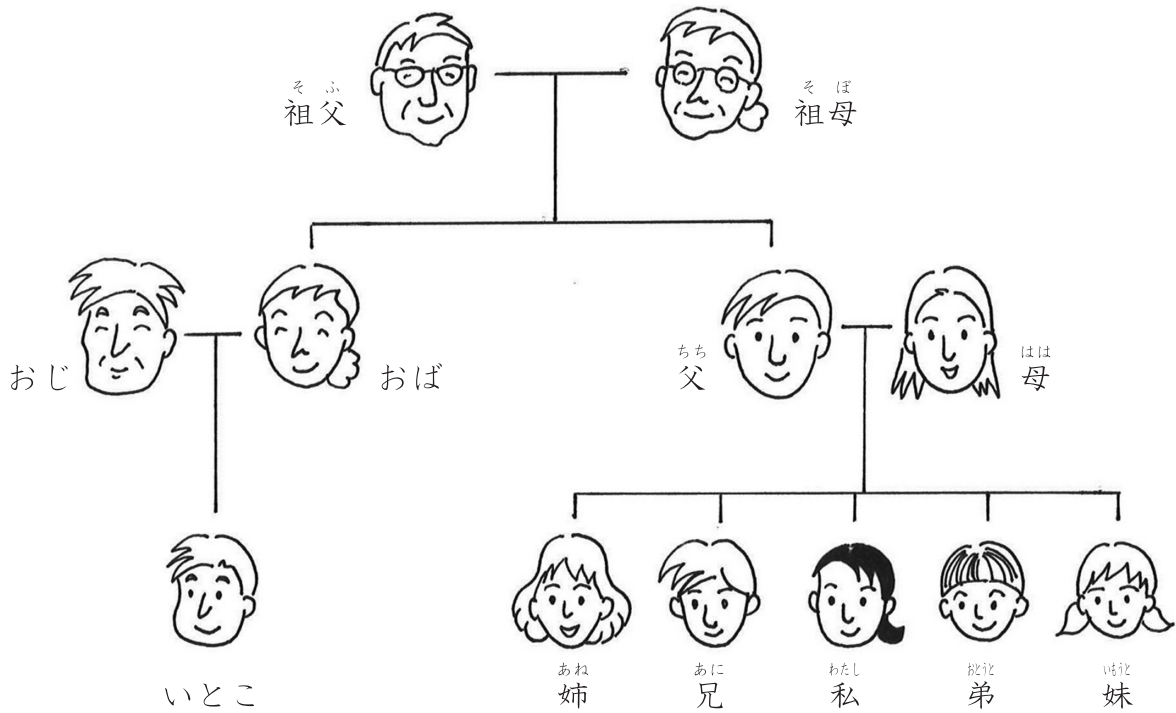 そふ
祖父
そぼ
祖母
おじ
おば
ちち
父
はは
母
いとこ
あね
姉
あに
兄
わたし
私
おとうと
弟
いもうと
妹